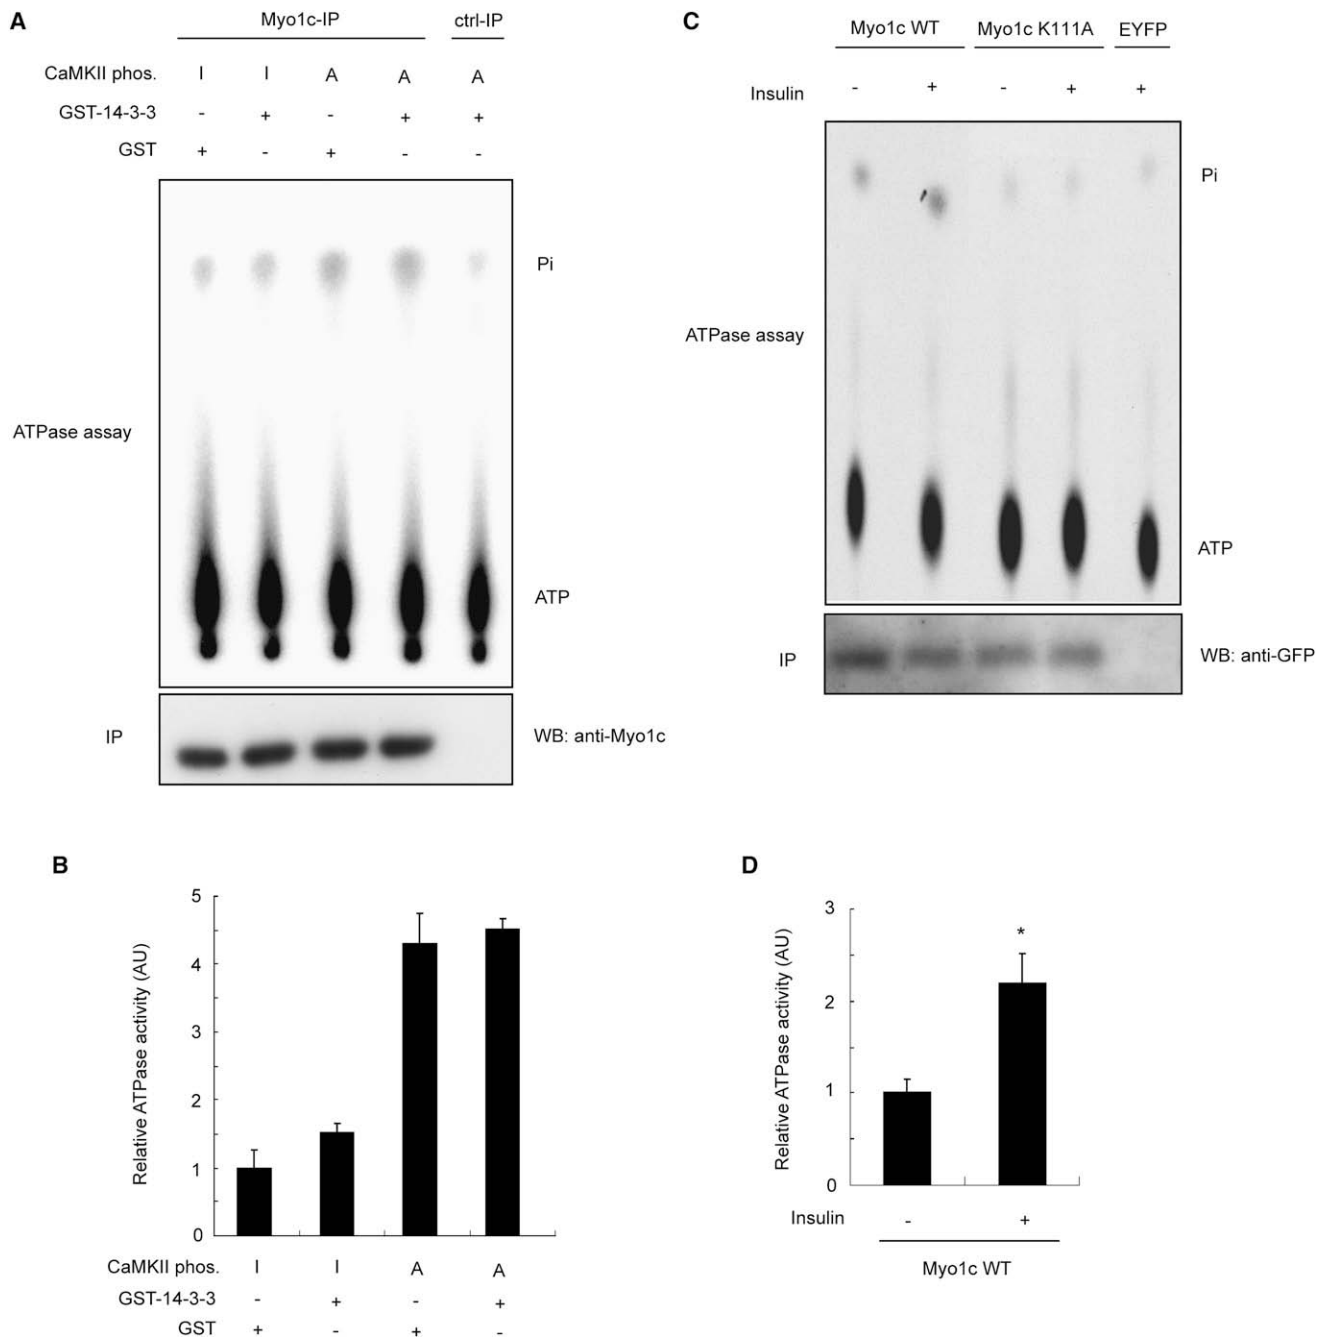 A
Myo1c-IP ctrl-IP
CaMKII phos. I I A A A
GST-14-3-3 - + - + +
GST + - + - -
Pi
ATPase assay
ATP
IP
WB: anti-Myo1c
B
Relative ATPase activity (AU)
5
4
3
2
1
0
CaMKII phos. I I A A
GST-14-3-3 - + - +
GST + - + -
C
Myo1c WT Myo1c K111A EYFP
Insulin - + - + +
Pi
ATPase assay
ATP
IP
WB: anti-GFP
D
Relative ATPase activity (AU)
3
2
1
0
*
Insulin - +
Myo1c WT